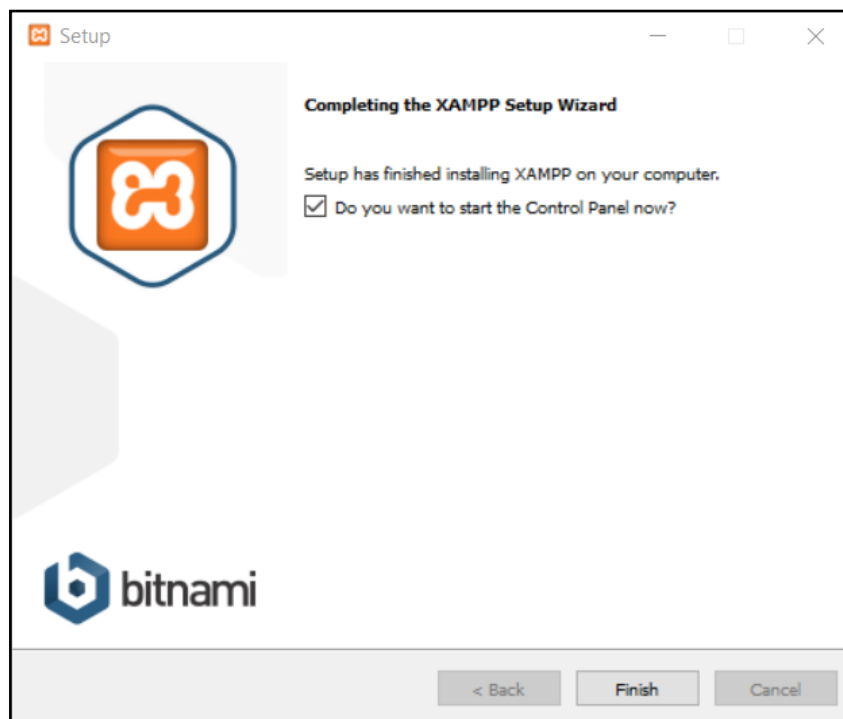 Setup
Completing the XAMPP Setup Wizard
Setup has finished installing XAMPP on your computer.
Do you want to start the Control Panel now?
bitnami
< Back
Finish
Cancel